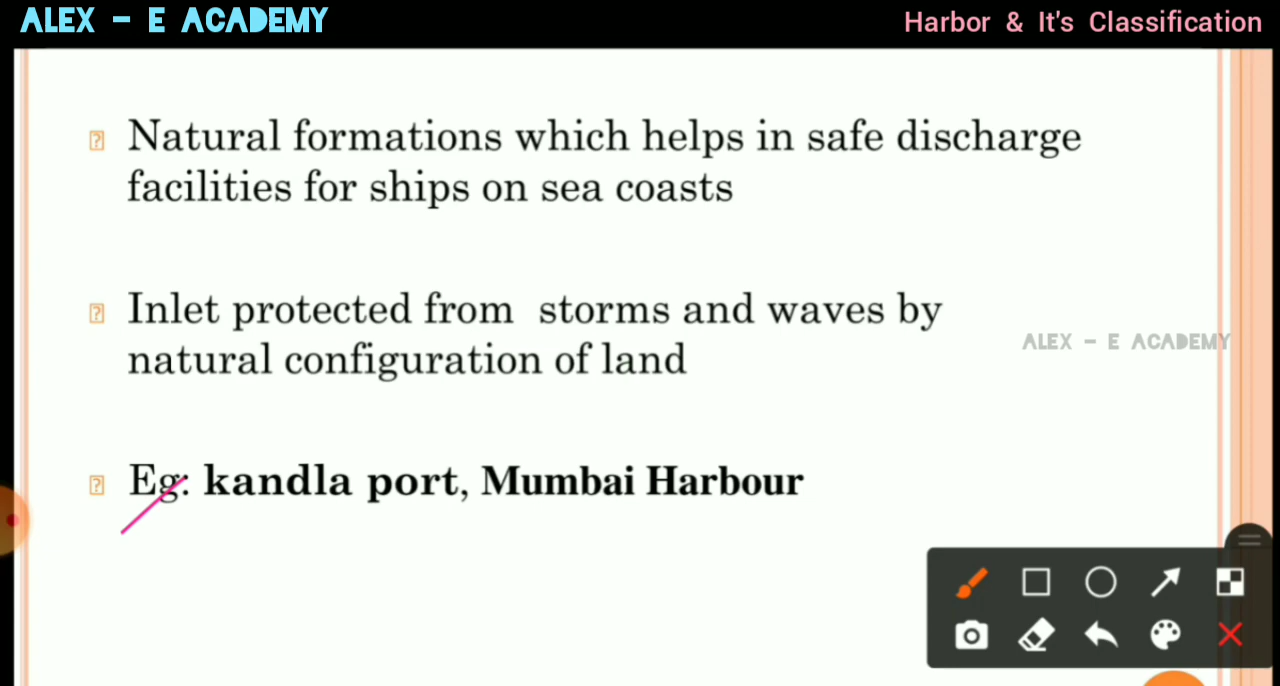 ALEX - E ACADEMY
Harbor & It's Classification
Natural formations which helps in safe discharge
facilities for ships on sea coasts
Inlet protected from storms and waves by
natural configuration of land
ALEX - E ACADEMY
Eg: kandla port, Mumbai Harbour